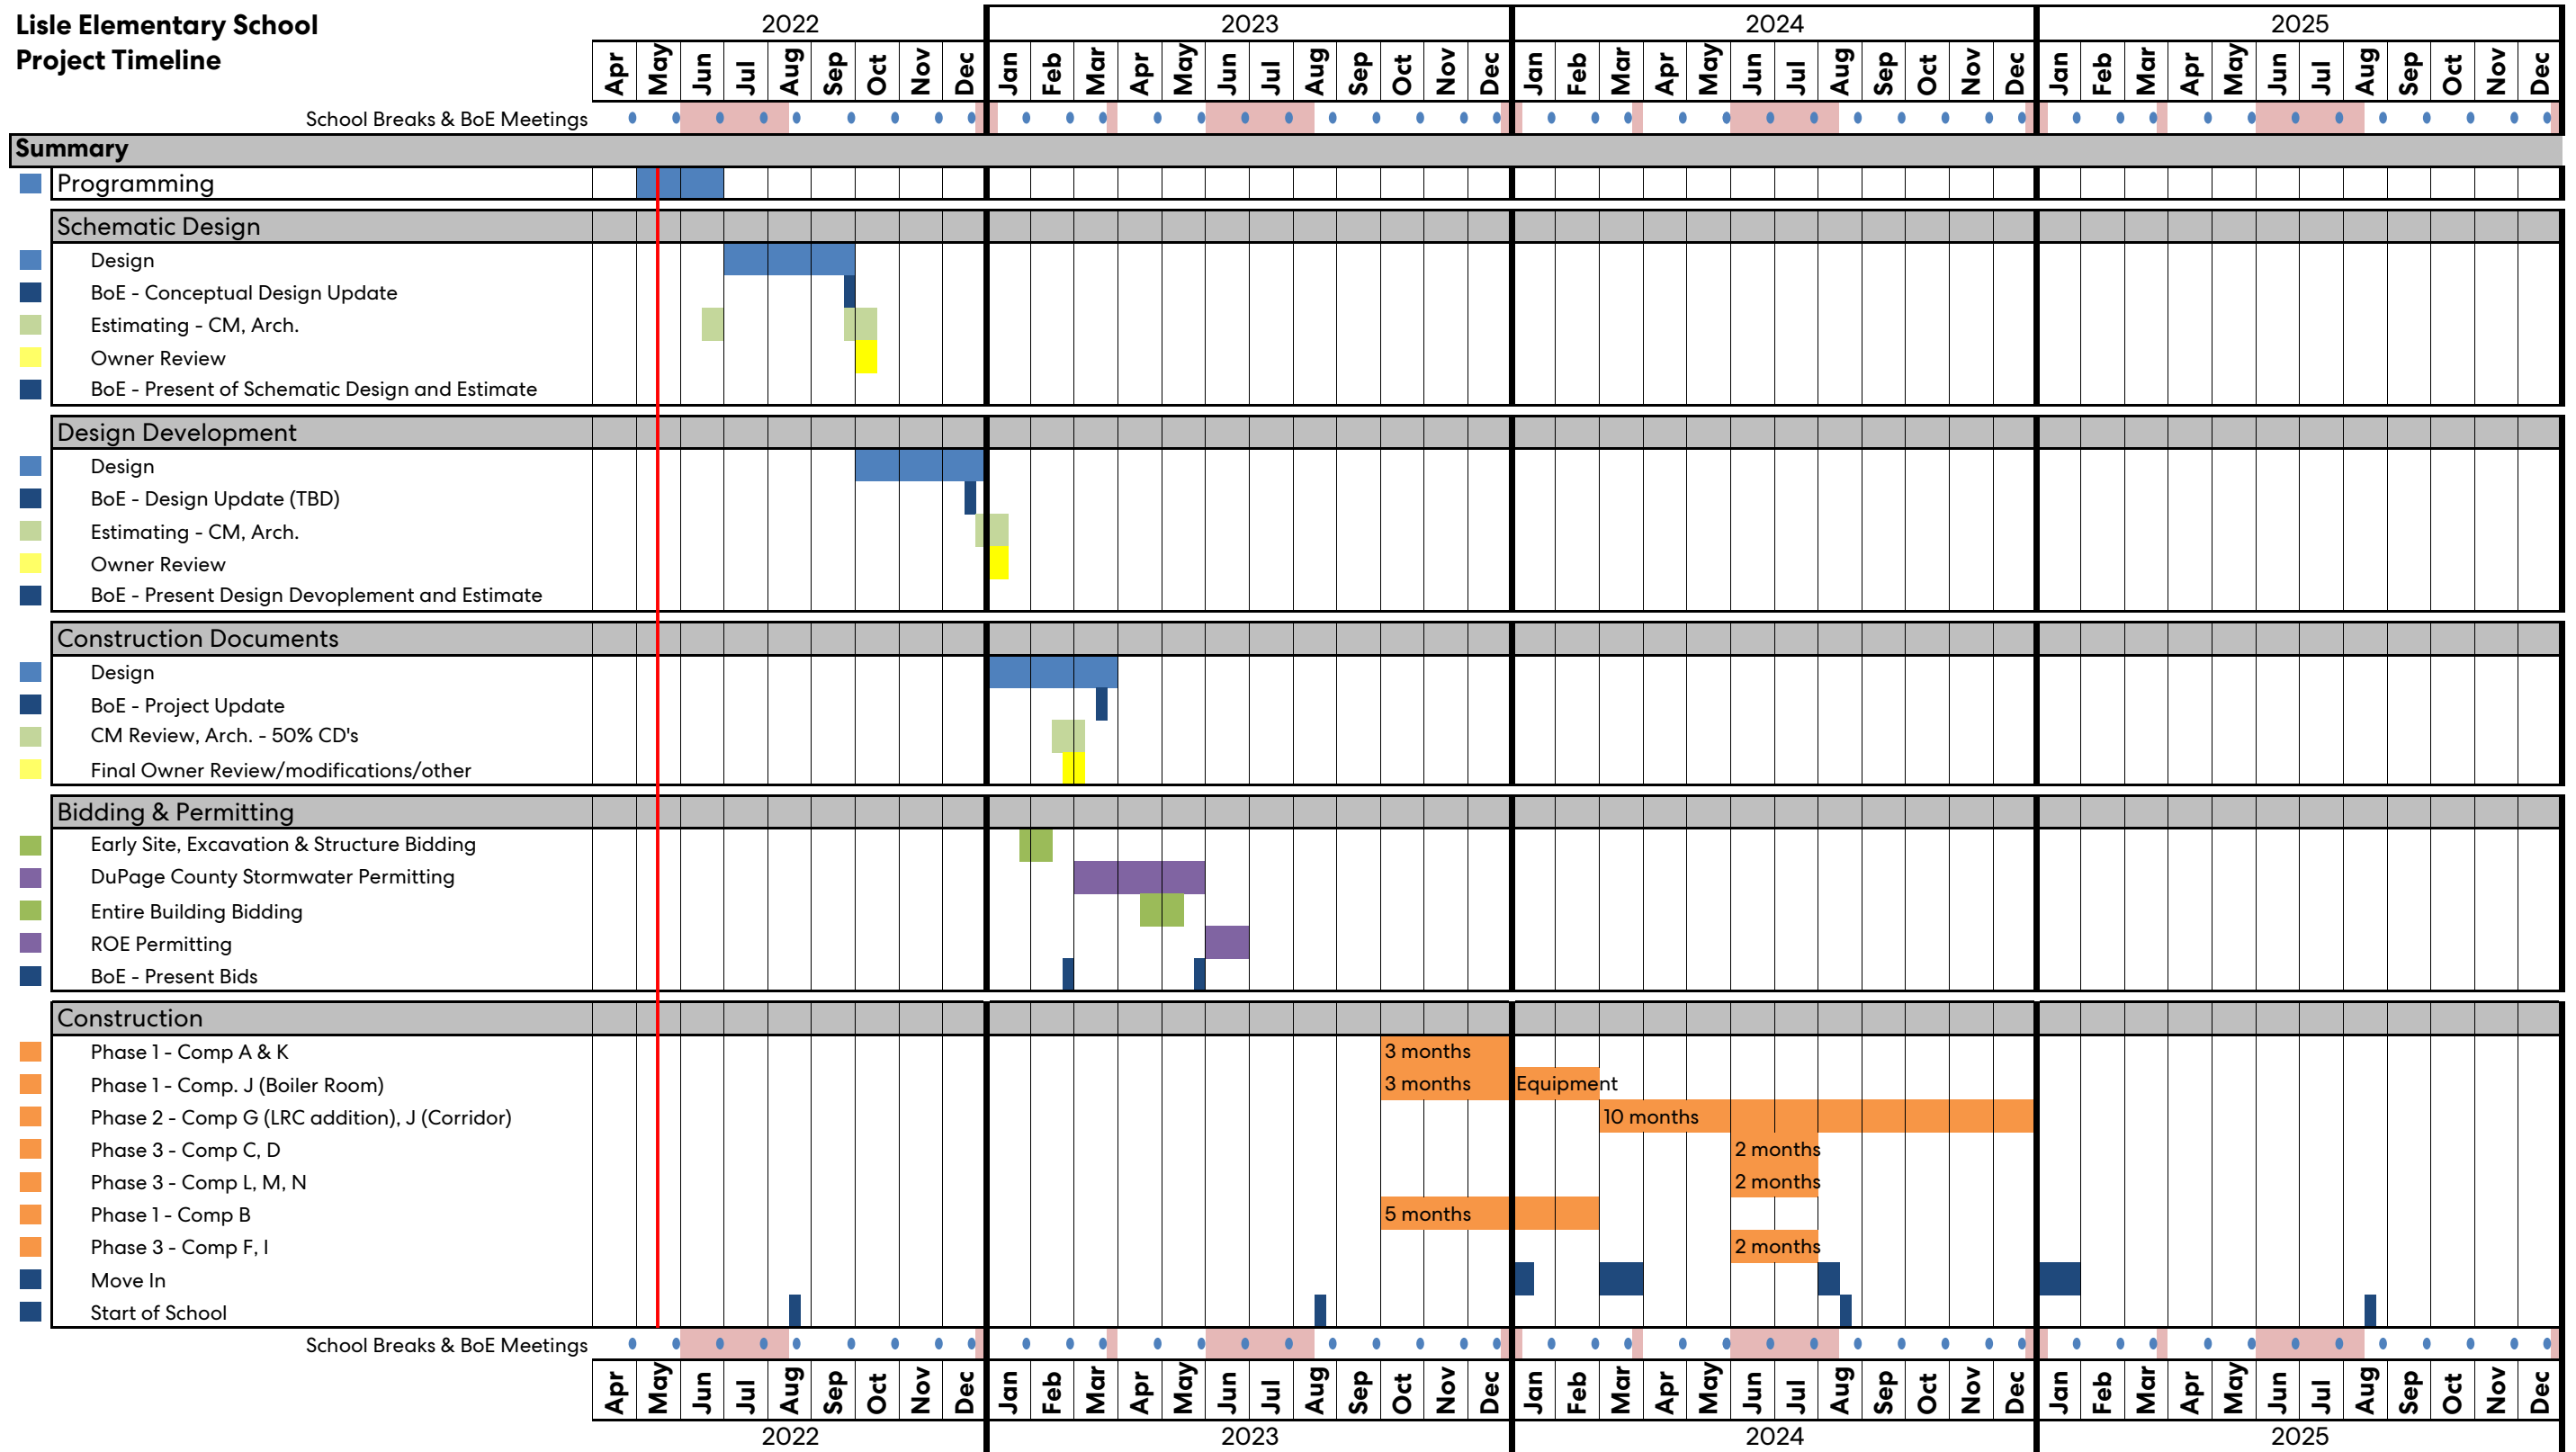 Lisle Elementary School
Project Timeline
2022 2023 2024 2025
Apr May Jun Jul Aug Sep Oct Nov Dec Jan Feb Mar Apr May Jun Jul Aug Sep Oct Nov Dec Jan Feb Mar Apr May Jun Jul Aug Sep Oct Nov Dec Jan Feb Mar Apr May Jun Jul Aug Sep Oct Nov Dec
School Breaks & BoE Meetings
Summary
Programming
Schematic Design
Design
BoE - Conceptual Design Update
Estimating - CM, Arch.
Owner Review
BoE - Present of Schematic Design and Estimate
Design Development
Design
BoE - Design Update (TBD)
Estimating - CM, Arch.
Owner Review
BoE - Present Design Devoplement and Estimate
Construction Documents
Design
BoE - Project Update
CM Review, Arch. - 50% CD's
Final Owner Review/modifications/other
Bidding & Permitting
Early Site, Excavation & Structure Bidding
DuPage County Stormwater Permitting
Entire Building Bidding
ROE Permitting
BoE - Present Bids
Construction
Phase 1 - Comp A & K 3 months
Phase 1 - Comp. J (Boiler Room) 3 months Equipment
Phase 2 - Comp G (LRC addition), J (Corridor) 10 months
Phase 3 - Comp C, D 2 months
Phase 3 - Comp L, M, N 2 months
Phase 1 - Comp B 5 months
Phase 3 - Comp F, I 2 months
Move In
Start of School
School Breaks & BoE Meetings
Apr May Jun Jul Aug Sep Oct Nov Dec Jan Feb Mar Apr May Jun Jul Aug Sep Oct Nov Dec Jan Feb Mar Apr May Jun Jul Aug Sep Oct Nov Dec Jan Feb Mar Apr May Jun Jul Aug Sep Oct Nov Dec
2022 2023 2024 2025